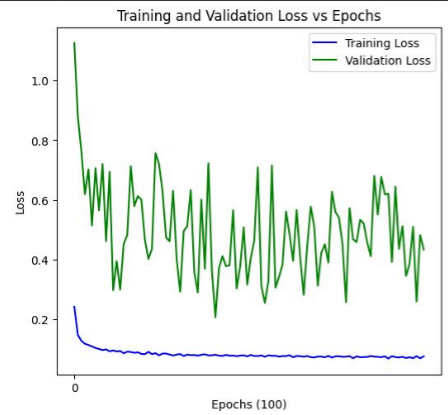 Training and Validation Loss vs Epochs
Training Loss
Validation Loss
1.0
0.8
0.6
0.4
0.2
Loss
0
Epochs (100)